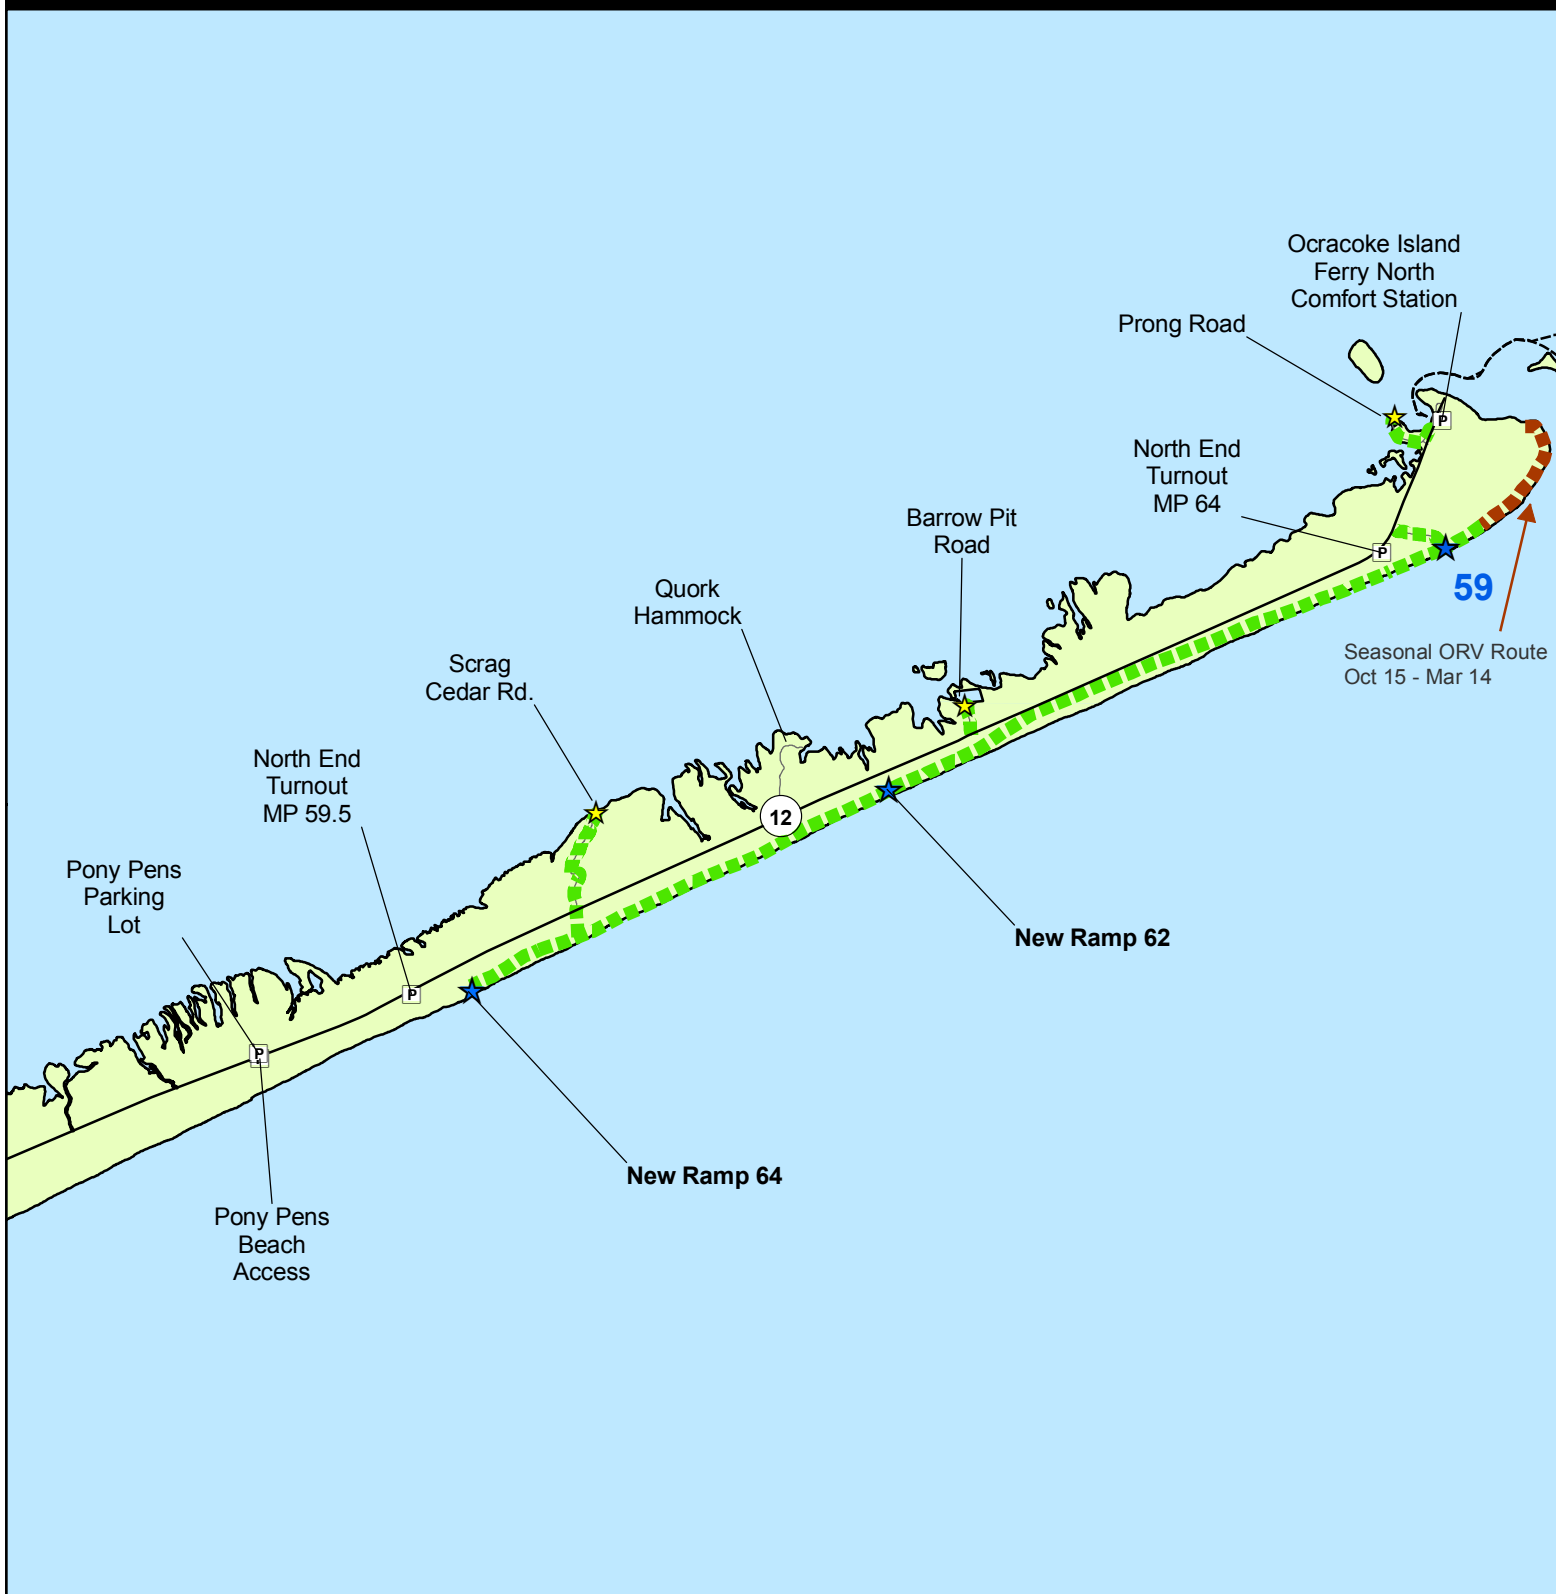 Ocracoke Island
Ferry North
Comfort Station
Prong Road
P
North End
Turnout
MP 64
P
Barrow Pit
Road
59
Quork
Hammock
Seasonal ORV Route
Oct 15 - Mar 14
Scrag
Cedar Rd.
North End
Turnout
MP 59.5
12
Pony Pens
Parking
Lot
New Ramp 62
P
P
New Ramp 64
Pony Pens
Beach
Access